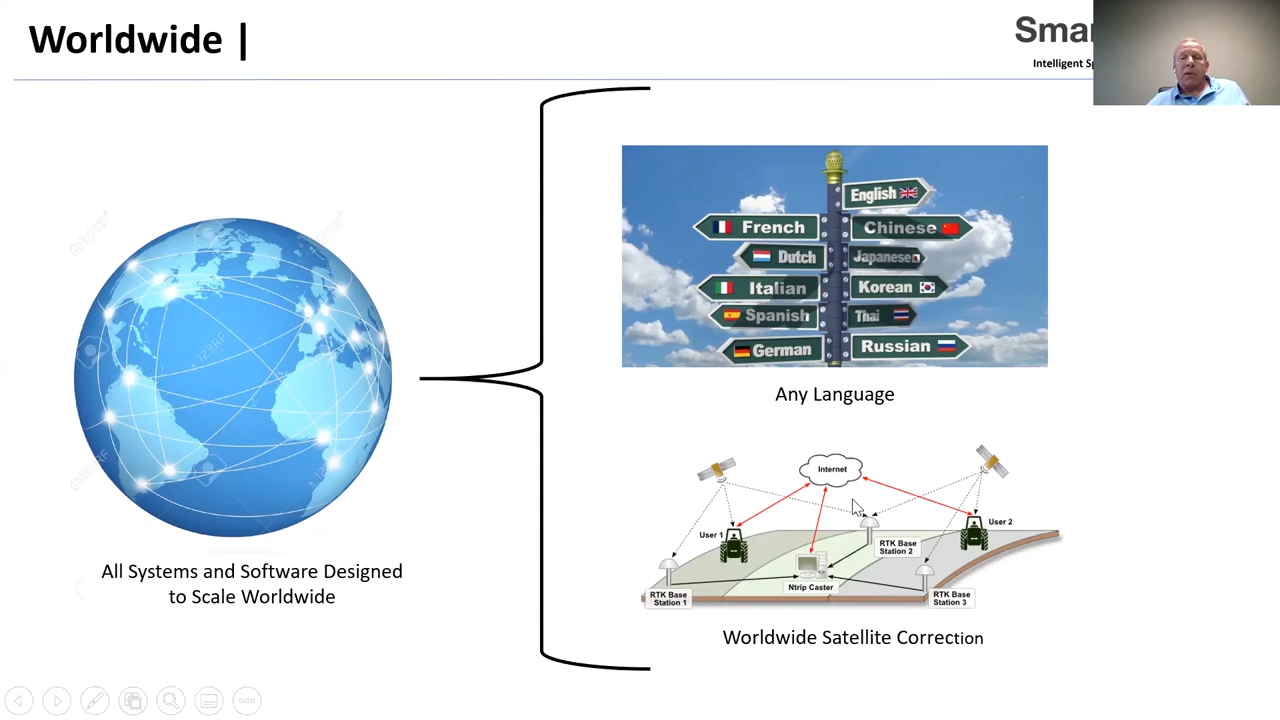 Worldwide |
English
French
Chinese
Dutch
Japanese
Italian
Korean
Spanish
Thai
German
Russian
Any Language
Internet
User 1
User 2
RTK Base
Station 2
Ntrip Caster
RTK Base
Station 1
RTK Base
Station 3
Worldwide Satellite Correction
All Systems and Software Designed
to Scale Worldwide
Intelligent
123RF